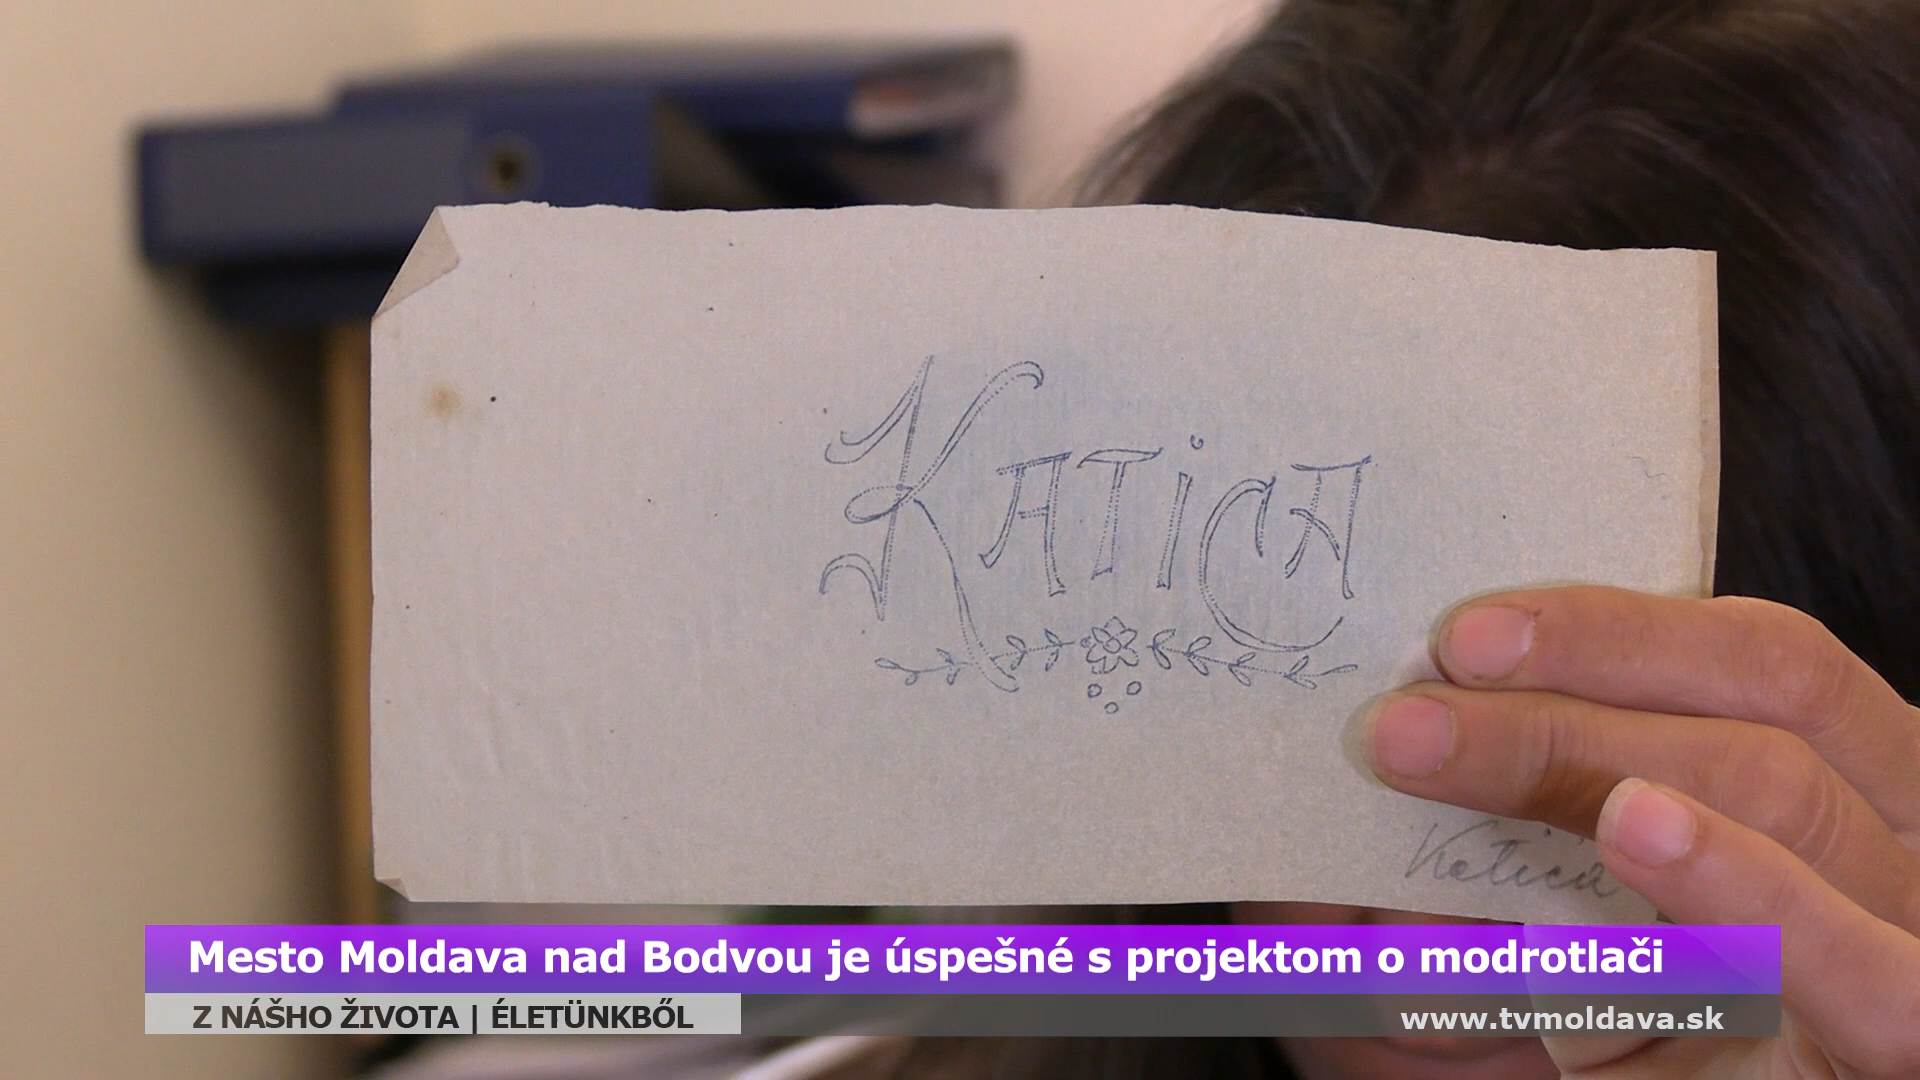 KATiCA
Katica
Mesto Moldava nad Bodvou je úspešné s projektom o modrotlači
Z NÁŠHO ŽIVOTA | ÉLETÜNKBŐL
www.tvmoldava.sk